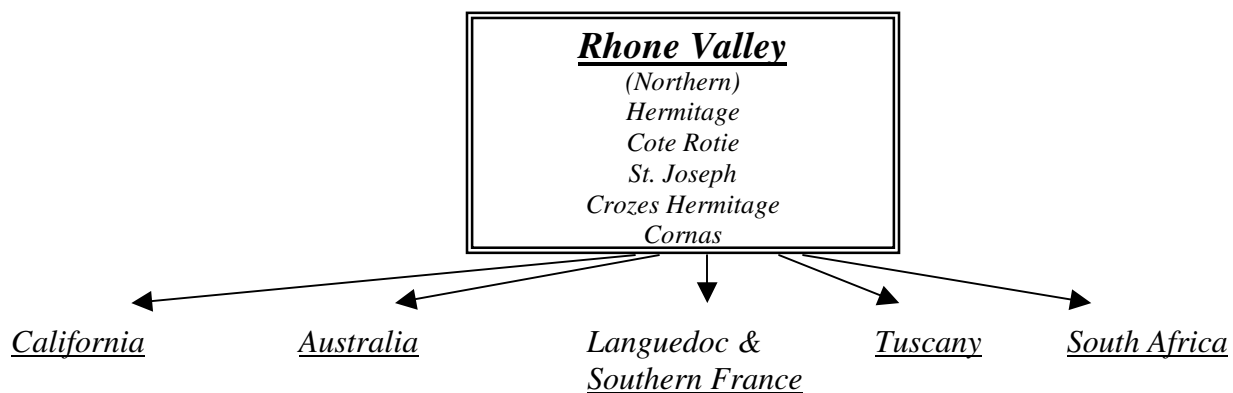 Rhone Valley
(Northern)
Hermitage
Cote Rotie
St. Joseph
Crozes Hermitage
Cornas
California
Australia
Languedoc &
Southern France
Tuscany
South Africa